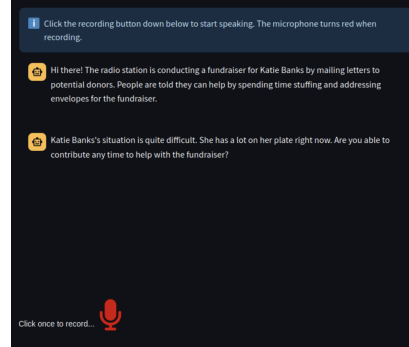 Click the recording button down below to start speaking. The microphone turns red when
recording.
Hi there! The radio station is conducting a fundraiser for Katie Banks by mailing letters to
potential donors. People are told they can help by spending time stuffing and addressing
envelopes for the fundraiser.
Katie Banks's situation is quite difficult. She has a lot on her plate right now. Are you able to
contribute any time to help with the fundraiser?
Click once to record...